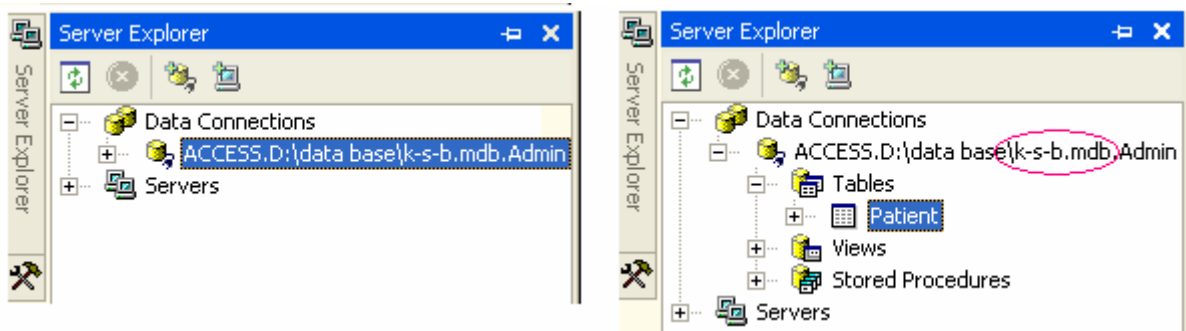 Server Explorer
Server Explorer
Data Connections
ACCESS.D:\data base\k-s-b.mdb.Admin
Servers
Server Explorer
Server Explorer
Data Connections
ACCESS.D:\data base\k-s-b.mdb.Admin
Tables
Patient
Views
Stored Procedures
Servers